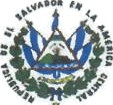 REPUBLICA DE EL SALVADOR EN LA AMERICA CENTRAL